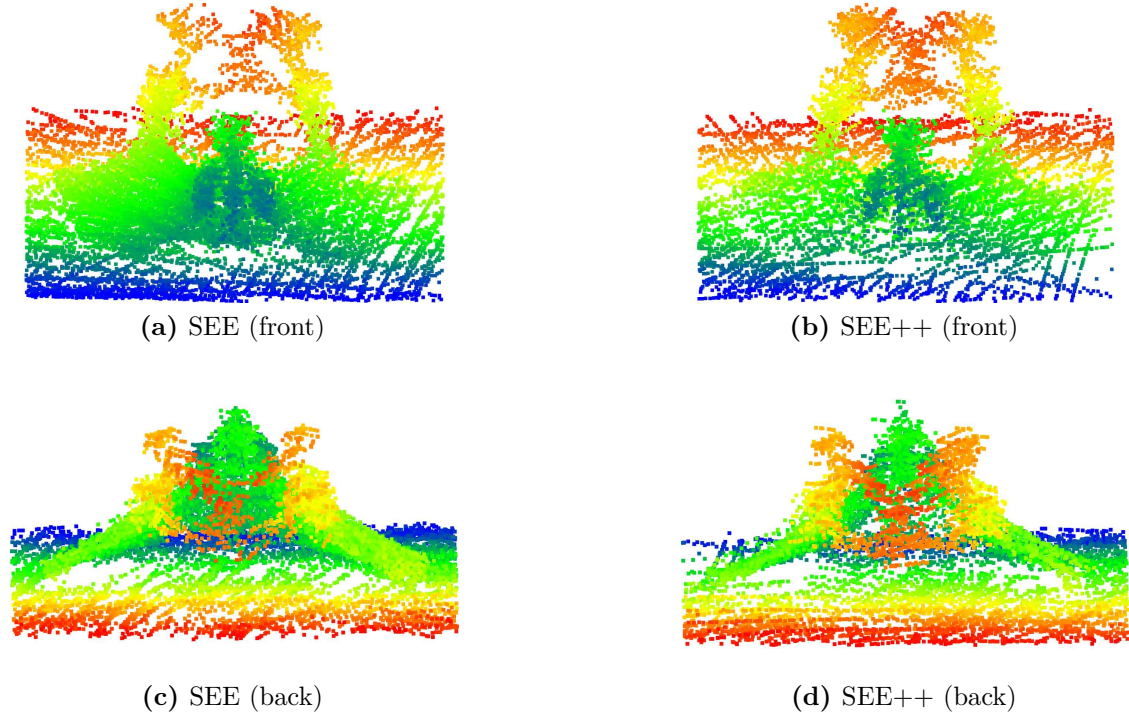 (a) SEE (front)
(b) SEE++ (front)
(c) SEE (back)
(d) SEE++ (back)